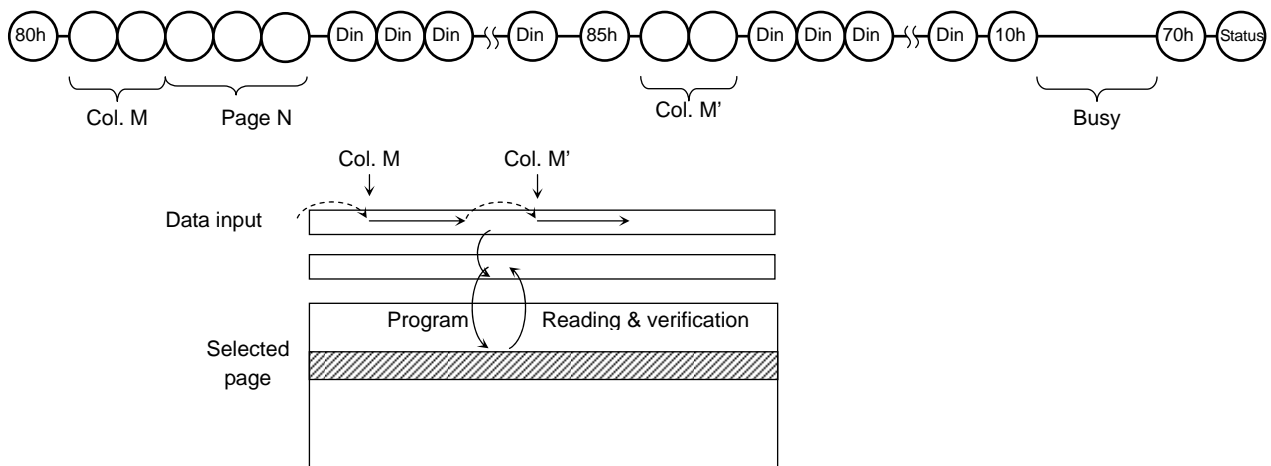 80h Din Din Din Din 85h Din Din Din Din 10h 70h Status
Col. M Page N Col. M’ Busy
Col. M Col. M’
Data input
Program Reading & verification
Selected
page